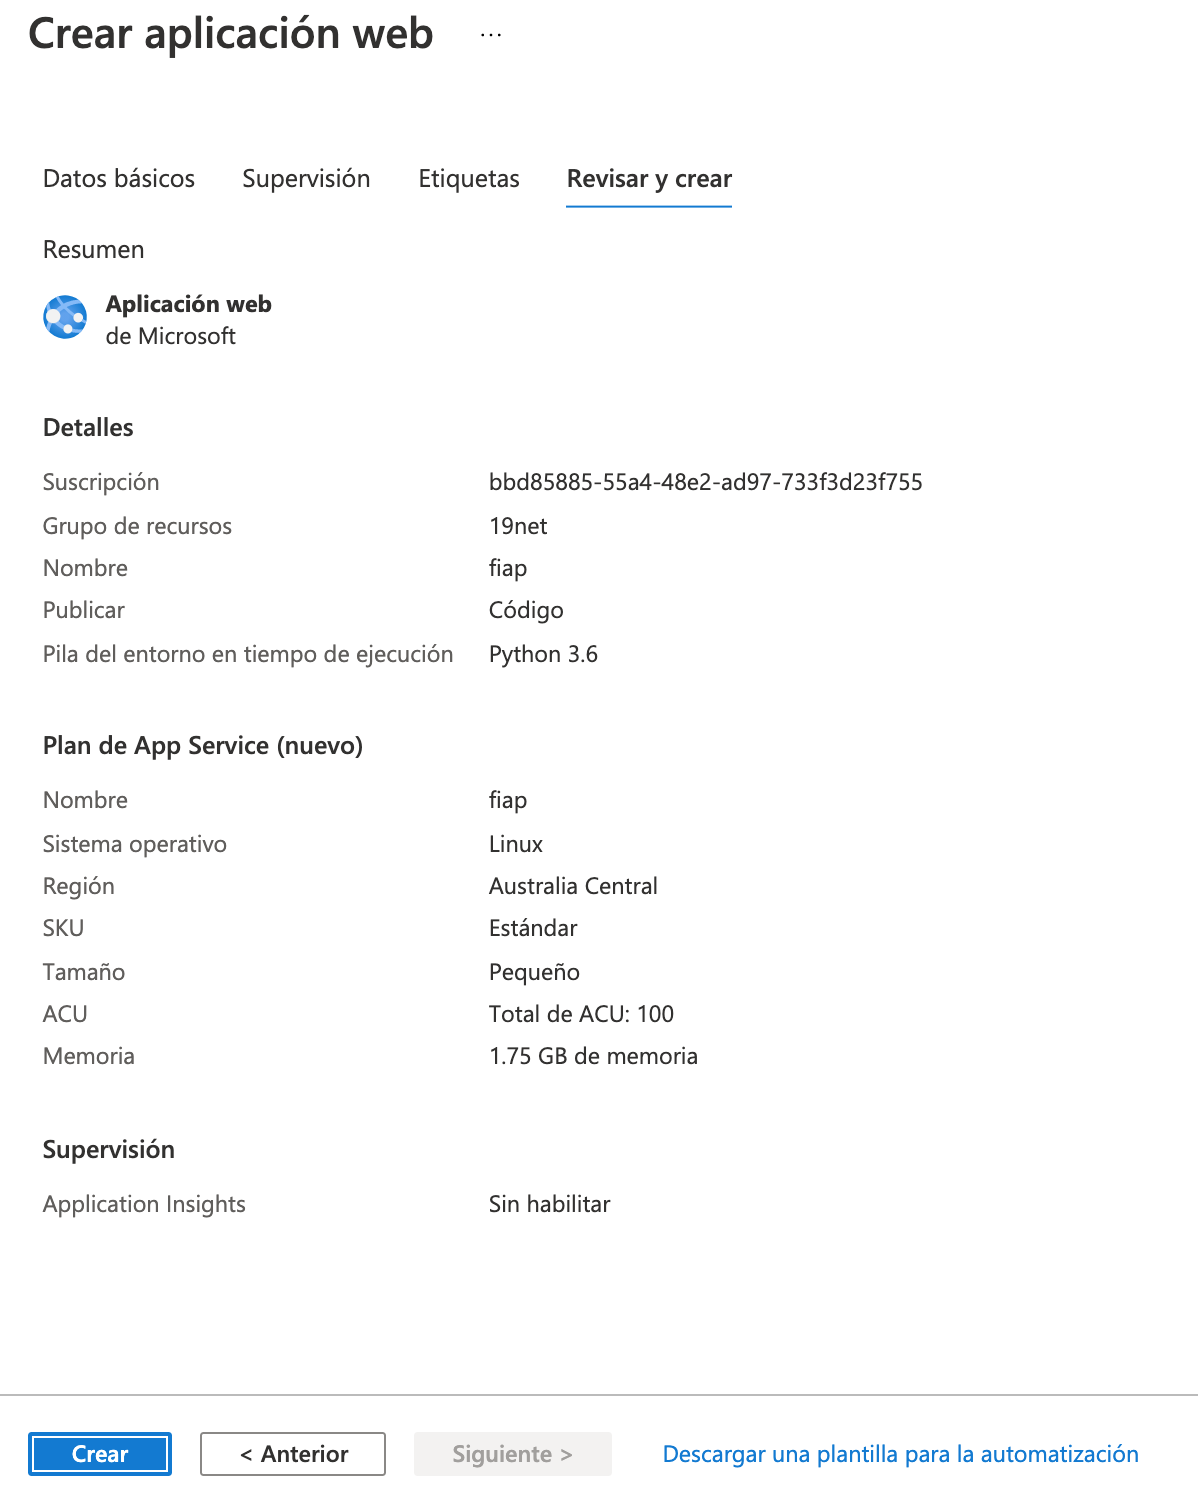 Crear aplicación web ...
Datos básicos Supervisión Etiquetas Revisar y crear
Resumen
Aplicación web
de Microsoft
Detalles
Suscripción bbd85885-55a4-48e2-ad97-733f3d23f755
Grupo de recursos 19net
Nombre fiap
Publicar Código
Pila del entorno en tiempo de ejecución Python 3.6
Plan de App Service (nuevo)
Nombre fiap
Sistema operativo Linux
Región Australia Central
SKU Estándar
Tamaño Pequeño
ACU Total de ACU: 100
Memoria 1.75 GB de memoria
Supervisión
Application Insights Sin habilitar
Crear < Anterior Siguiente > Descargar una plantilla para la automatización